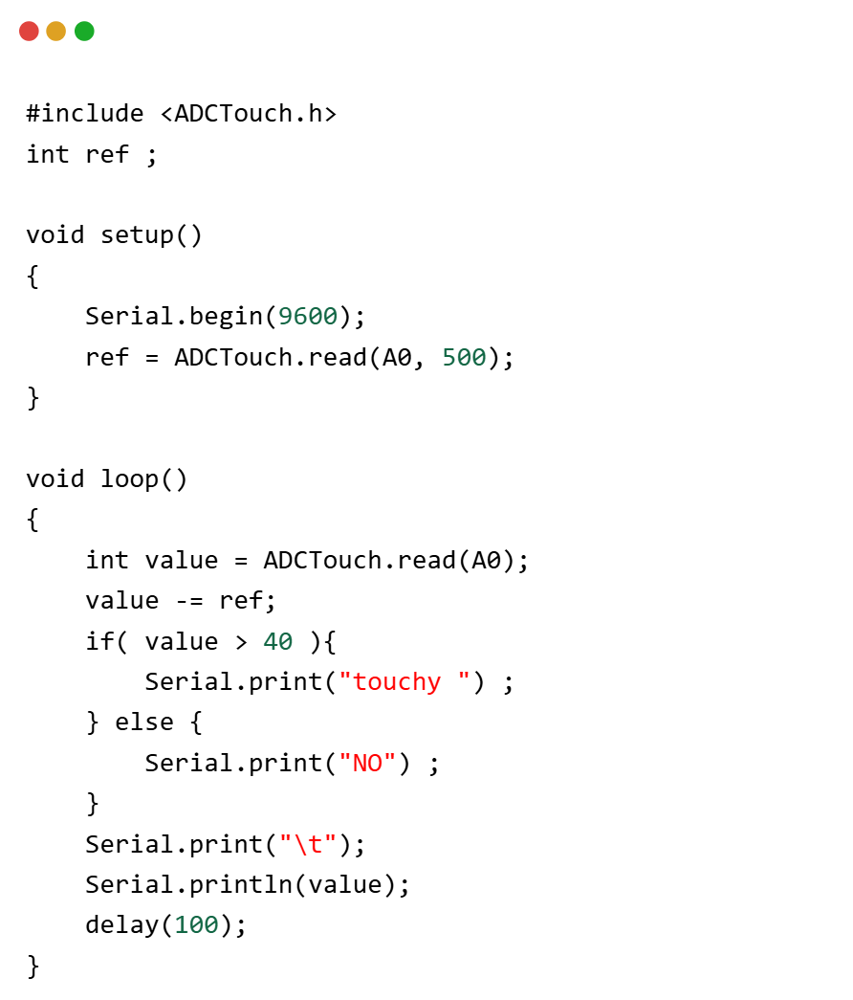 #include <ADCTouch.h>
int ref ;

void setup()
{
    Serial.begin(9600);
    ref = ADCTouch.read(A0, 500);
}

void loop()
{
    int value = ADCTouch.read(A0);
    value -= ref;
    if( value > 40 ){
        Serial.print("touchy ") ;
    } else {
        Serial.print("NO") ;
    }
    Serial.print("\t");
    Serial.println(value);
    delay(100);
}